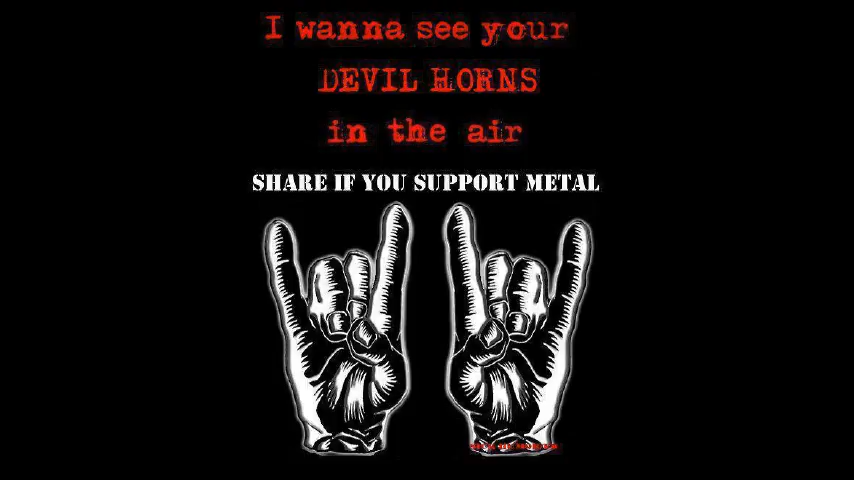 I wanna see your
DEVIL HORNS
in the air
SHARE IF YOU SUPPORT METAL